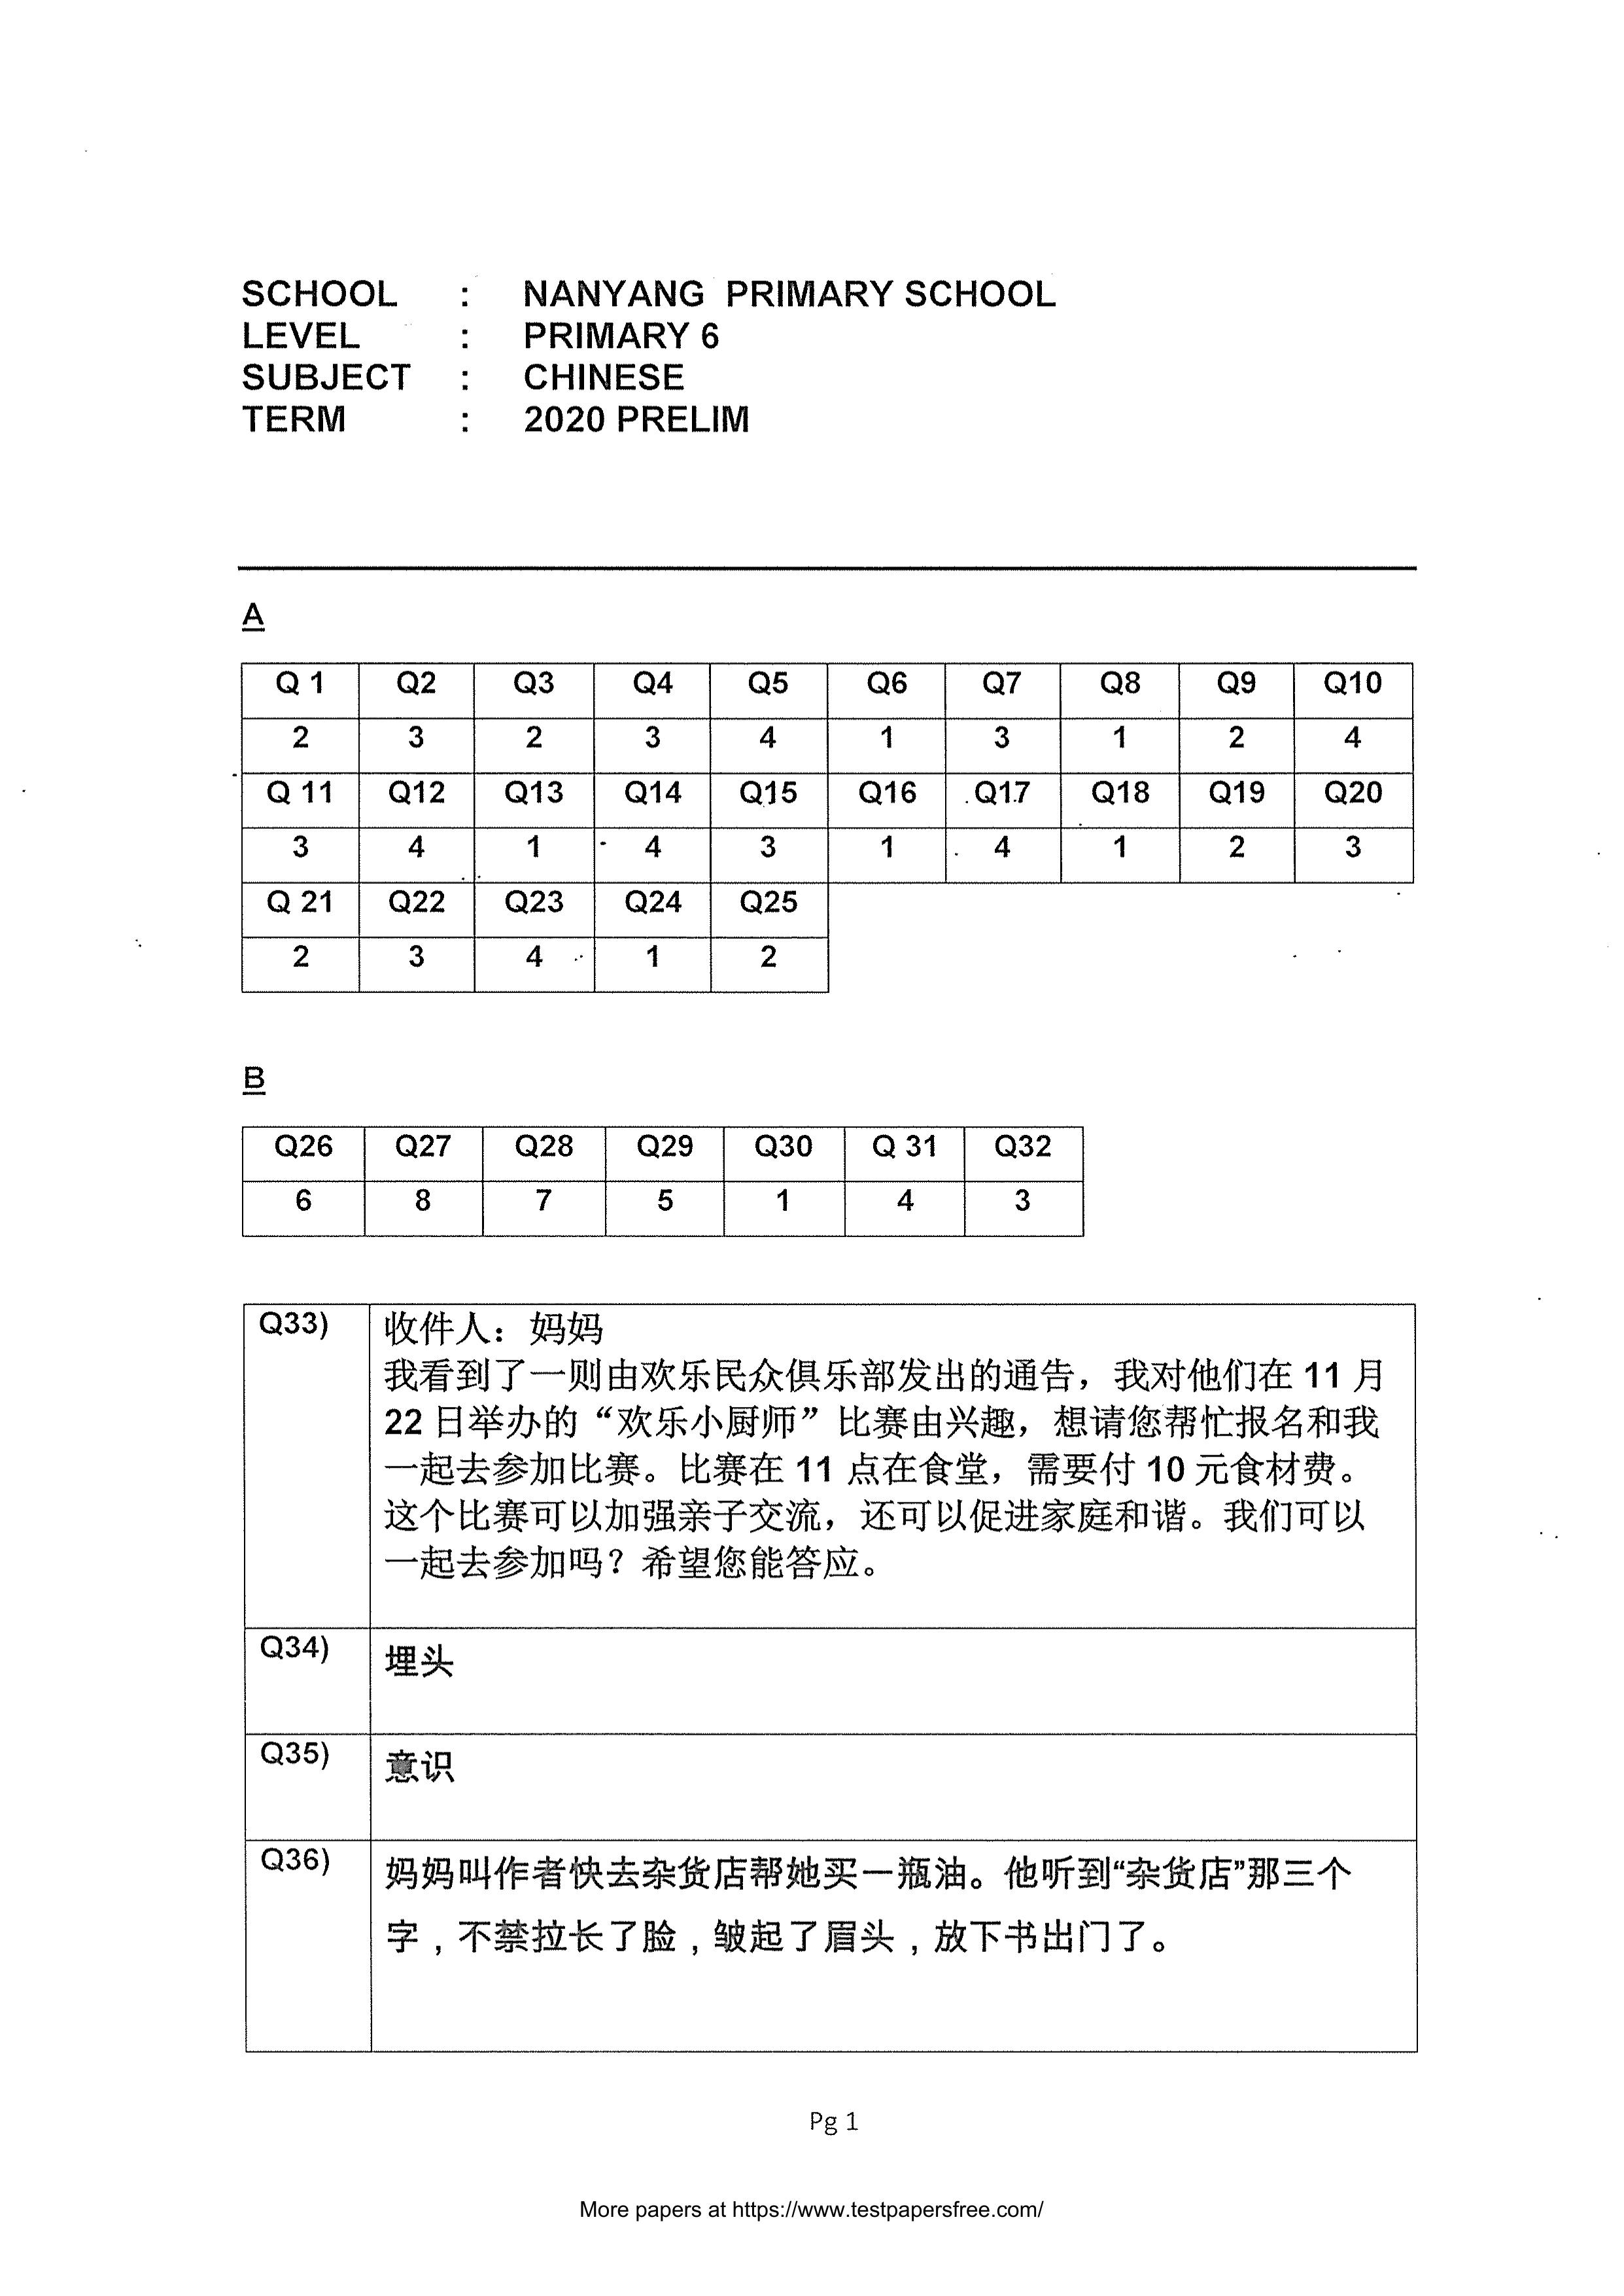 SCHOOL : NANYANG PRIMARY SCHOOL
LEVEL : PRIMARY 6
SUBJECT : CHINESE
TERM : 2020 PRELIM
A
Q 1 Q2 Q3 Q4 Q5 Q6 Q7 Q8 Q9 Q10
2 3 2 3 4 1 3 1 2 4
Q 11 Q12 Q13 Q14 Q15 Q16 Q17 Q18 Q19 Q20
3 4 1 4 3 1 4 1 2 3
Q 21 Q22 Q23 Q24 Q25
2 3 4 1 2
B
Q26 Q27 Q28 Q29 Q30 Q 31 Q32
6 8 7 5 1 4 3
Q33) 收件人：妈妈
我看到了一则由欢乐民众俱乐部发出的通告，我对他们在 11 月
22 日举办的“欢乐小厨师”比赛由兴趣，想请您帮忙报名和我
一起去参加比赛。比赛在 11 点在食堂，需要付 10 元食材费。
这个比赛可以加强亲子交流，还可以促进家庭和谐。我们可以
一起去参加吗？希望您能答应。
Q34) 埋头
Q35) 意识
Q36) 妈妈叫作者快去杂货店帮她买一瓶油。他听到“杂货店”那三个
字，不禁拉长了脸，皱起了眉头，放下书出门了。
Pg 1
More papers at https://www.testpapersfree.com/